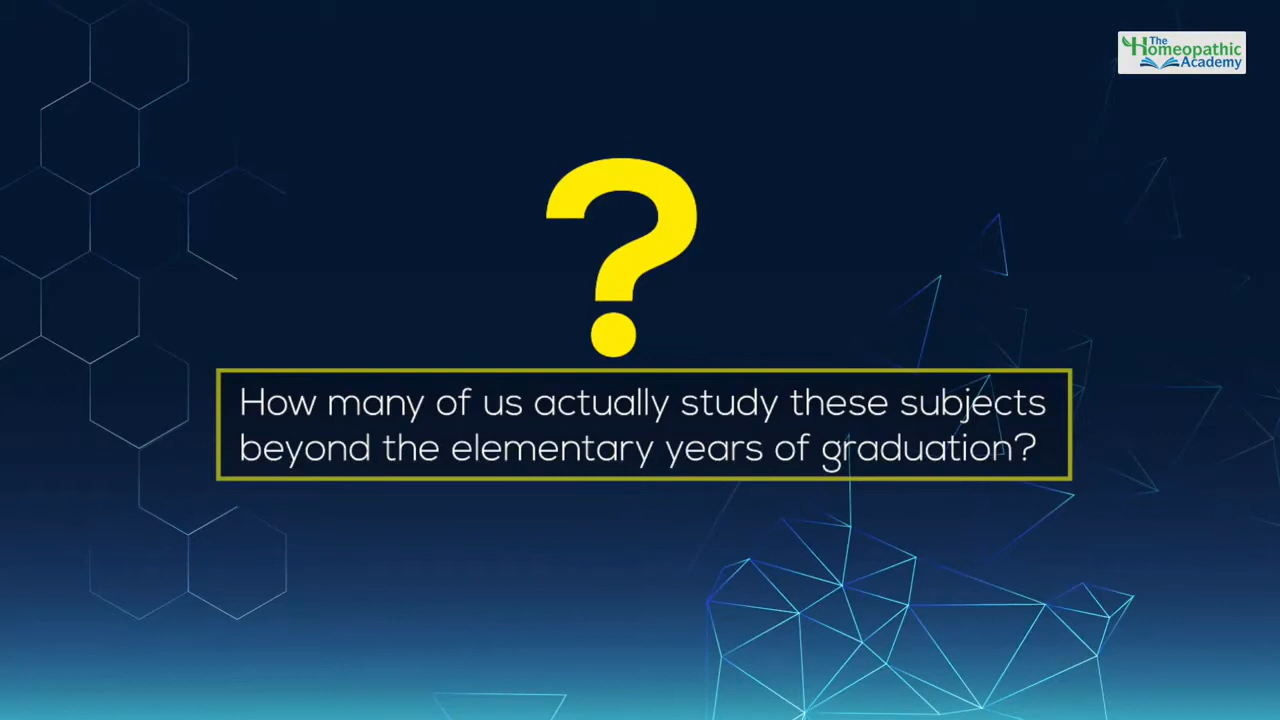 The
Homeopathic
Academy
?
How many of us actually study these subjects
beyond the elementary years of graduation?